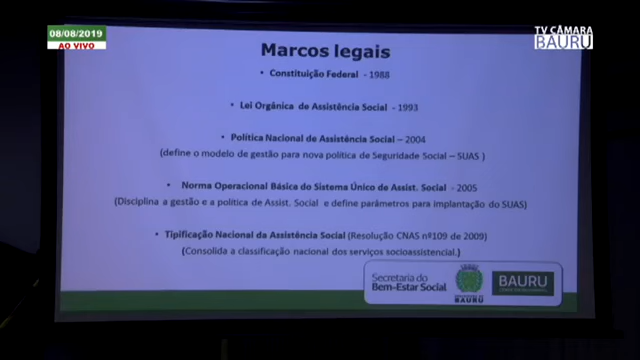 08/08/2019
AO VIVO
TV CÂMARA
BAURU
Marcos legais
• Constituição Federal - 1988
• Lei Orgânica de Assistência Social - 1993
• Política Nacional de Assistência Social – 2004
(define o modelo de gestão para nova política de Seguridade Social – SUAS )
• Norma Operacional Básica do Sistema Único de Assist. Social - 2005
(Disciplina a gestão e a política de Assist. Social e define parâmetros para implantação do SUAS)
• Tipificação Nacional da Assistência Social (Resolução CNAS nº109 de 2009)
(Consolida a classificação nacional dos serviços socioassistencial.)
Secretaria do
Bem-Estar Social
BAURU
BAURU